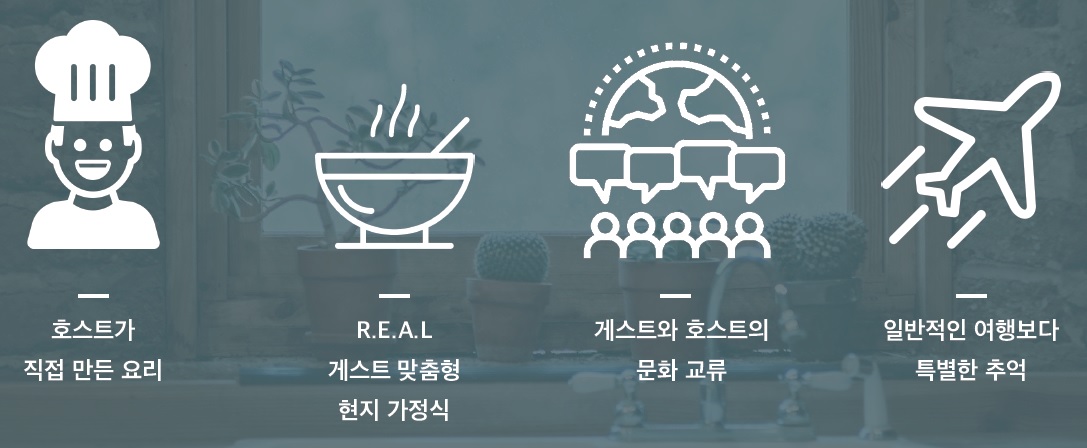 호스트가
직접 만든 요리
R.E.A.L
게스트 맞춤형
현지 가정식
게스트와 호스트의
문화 교류
일반적인 여행보다
특별한 추억